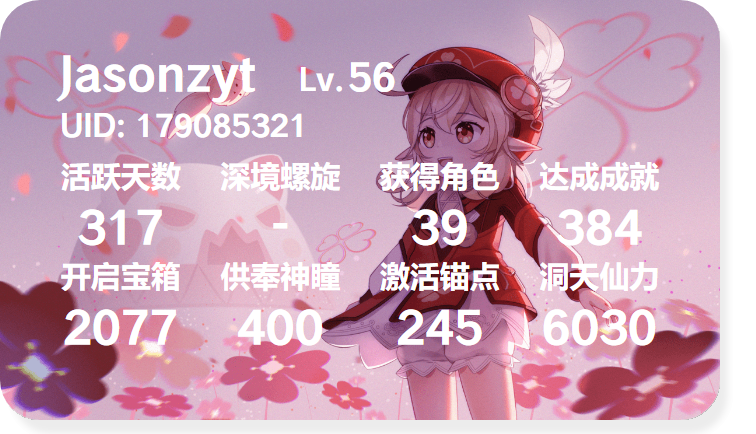 Jasonzyt Lv.56
UID: 179085321
活跃天数 深境螺旋 获得角色 达成成就
317 - 39 384
开启宝箱 供奉神瞳 激活锚点 洞天仙力
2077 400 245 6030